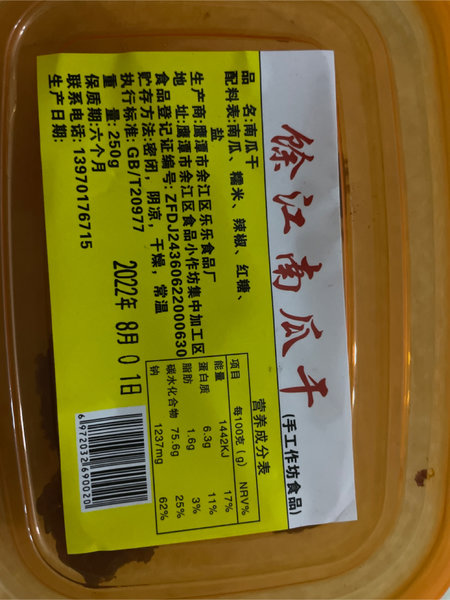 馀江南瓜干
(手工作坊食品)
品 名:南瓜干
配料表:南瓜、糯米、辣椒、红糖、
盐
生产商:鹰潭市余江区乐乐食品厂
地 址:鹰潭市余江区食品小作坊集中加工区
食品登记证编号:ZFDJ24360622000630
贮存方法:密闭,阴凉,干燥,常温
执行标准:GB/T20977
重 量:250g
保质期:六个月
联系电话:13970176715
生产日期:
2022年 8月 0 1日
营养成分表
项目 每100克(g) NRV%
能量 1442KJ 17%
蛋白质 6.3g 11%
脂肪 1.6g 3%
碳水化合物 75.6g 25%
钠 1237mg 62%
6972032690020